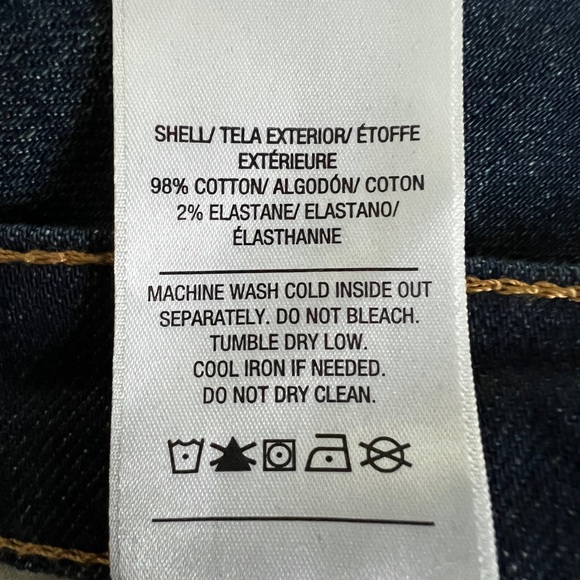 SHELL/ TELA EXTERIOR/ ÉTOFFE
EXTÉRIEURE
98% COTTON/ ALGODÓN/ COTON
2% ELASTANE/ ELASTANO/
ÉLASTHANNE
MACHINE WASH COLD INSIDE OUT
SEPARATELY. DO NOT BLEACH.
TUMBLE DRY LOW.
COOL IRON IF NEEDED.
DO NOT DRY CLEAN.